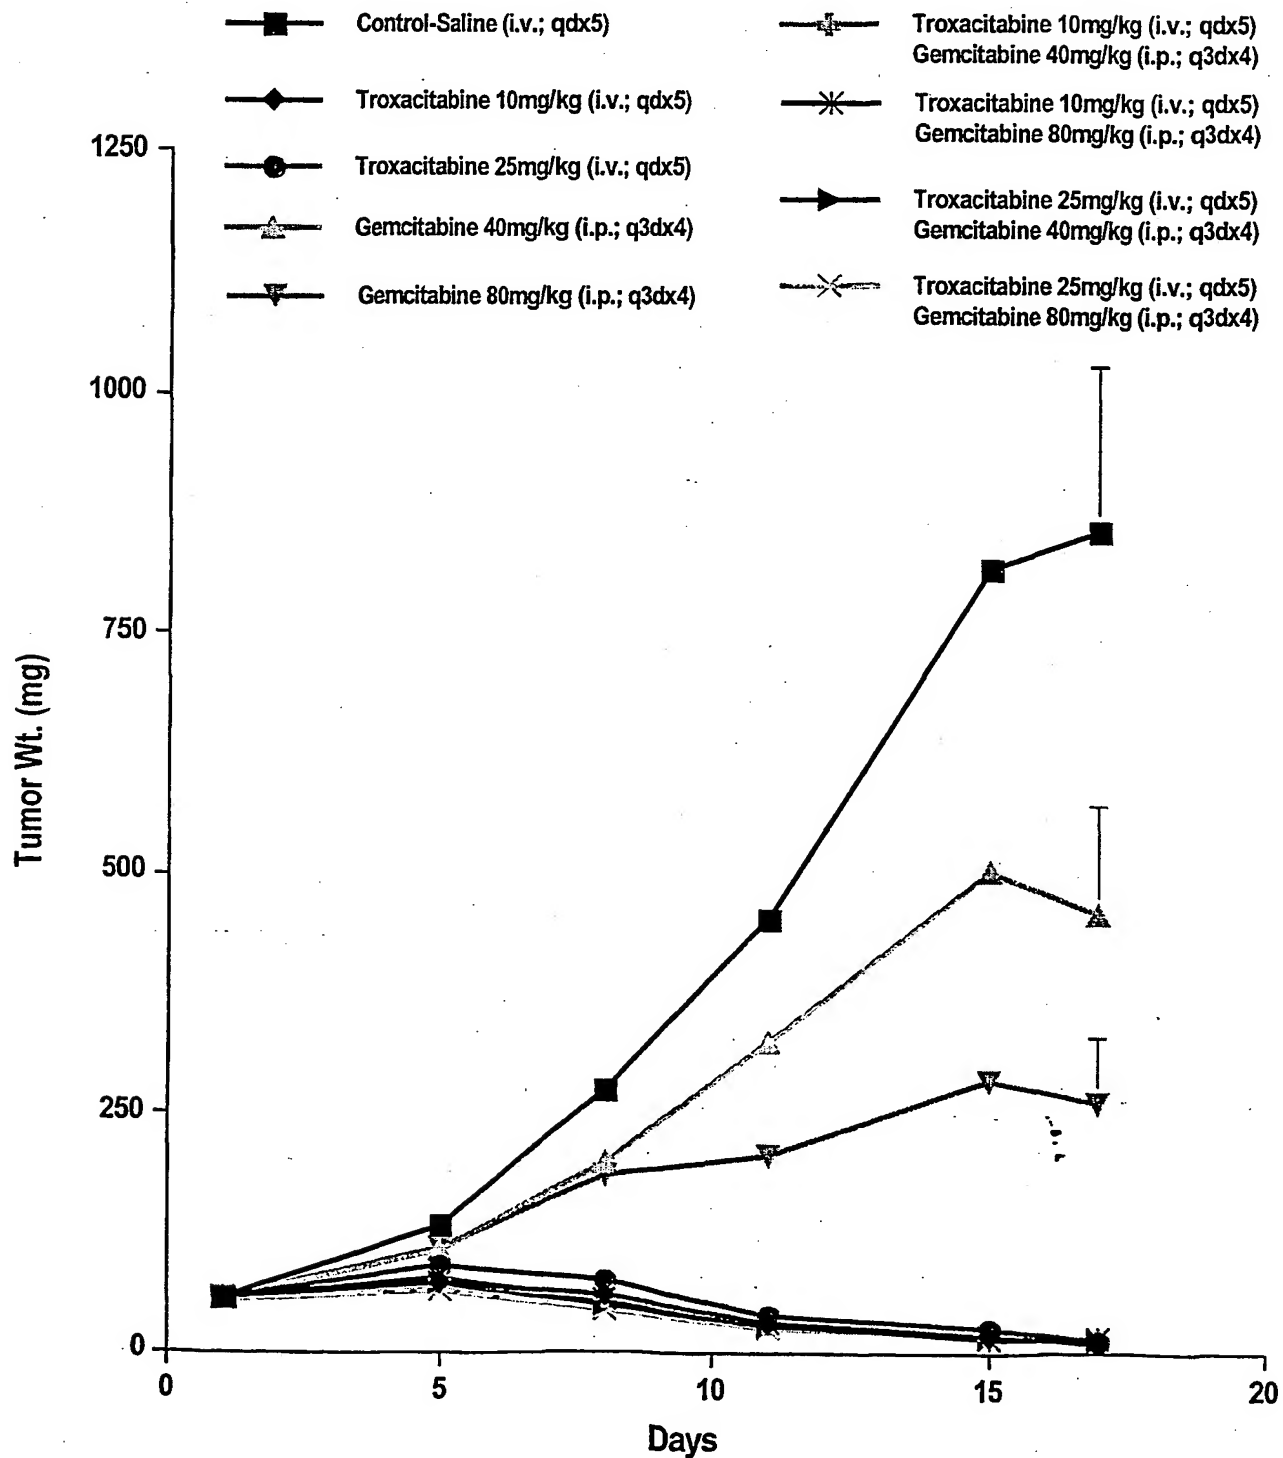 Control-Saline (i.v.; qdx5)
Troxacitabine 10mg/kg (i.v.; qdx5)
Troxacitabine 25mg/kg (i.v.; qdx5)
Gemcitabine 40mg/kg (i.p.; q3dx4)
Gemcitabine 80mg/kg (i.p.; q3dx4)
Troxacitabine 10mg/kg (i.v.; qdx5)
Gemcitabine 40mg/kg (i.p.; q3dx4)
Troxacitabine 10mg/kg (i.v.; qdx5)
Gemcitabine 80mg/kg (i.p.; q3dx4)
Troxacitabine 25mg/kg (i.v.; qdx5)
Gemcitabine 40mg/kg (i.p.; q3dx4)
Troxacitabine 25mg/kg (i.v.; qdx5)
Gemcitabine 80mg/kg (i.p.; q3dx4)
1250
1000
750
500
250
0
Tumor Wt. (mg)
0
5
10
15
20
Days